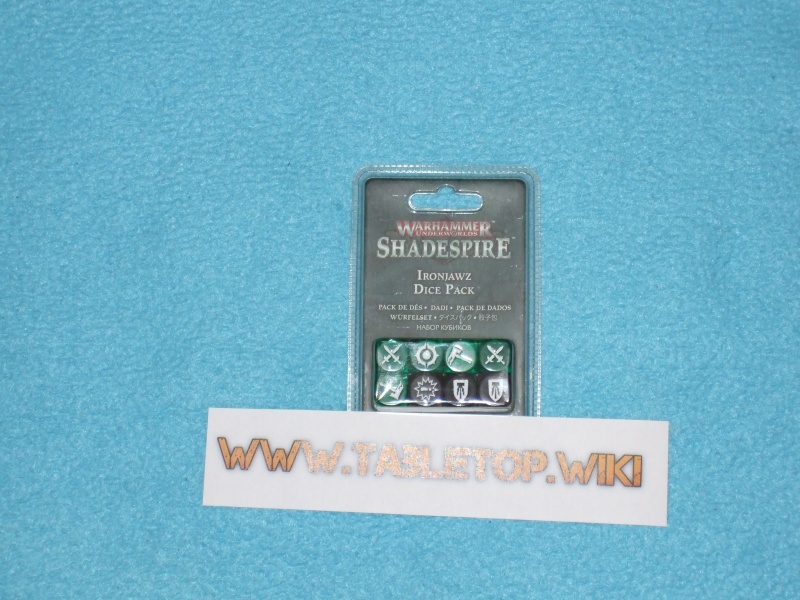 WARHAMMER
UNDERWORLDS
SHADESPIRE
IRONJAWZ
DICE PACK
PACK DE DÉS • DADI • PACK DE DADOS
WÜRFELSET • ダイスパック • 骰子包
НАБОР КУБИКОВ
WWW.TABLETOP.WIKI